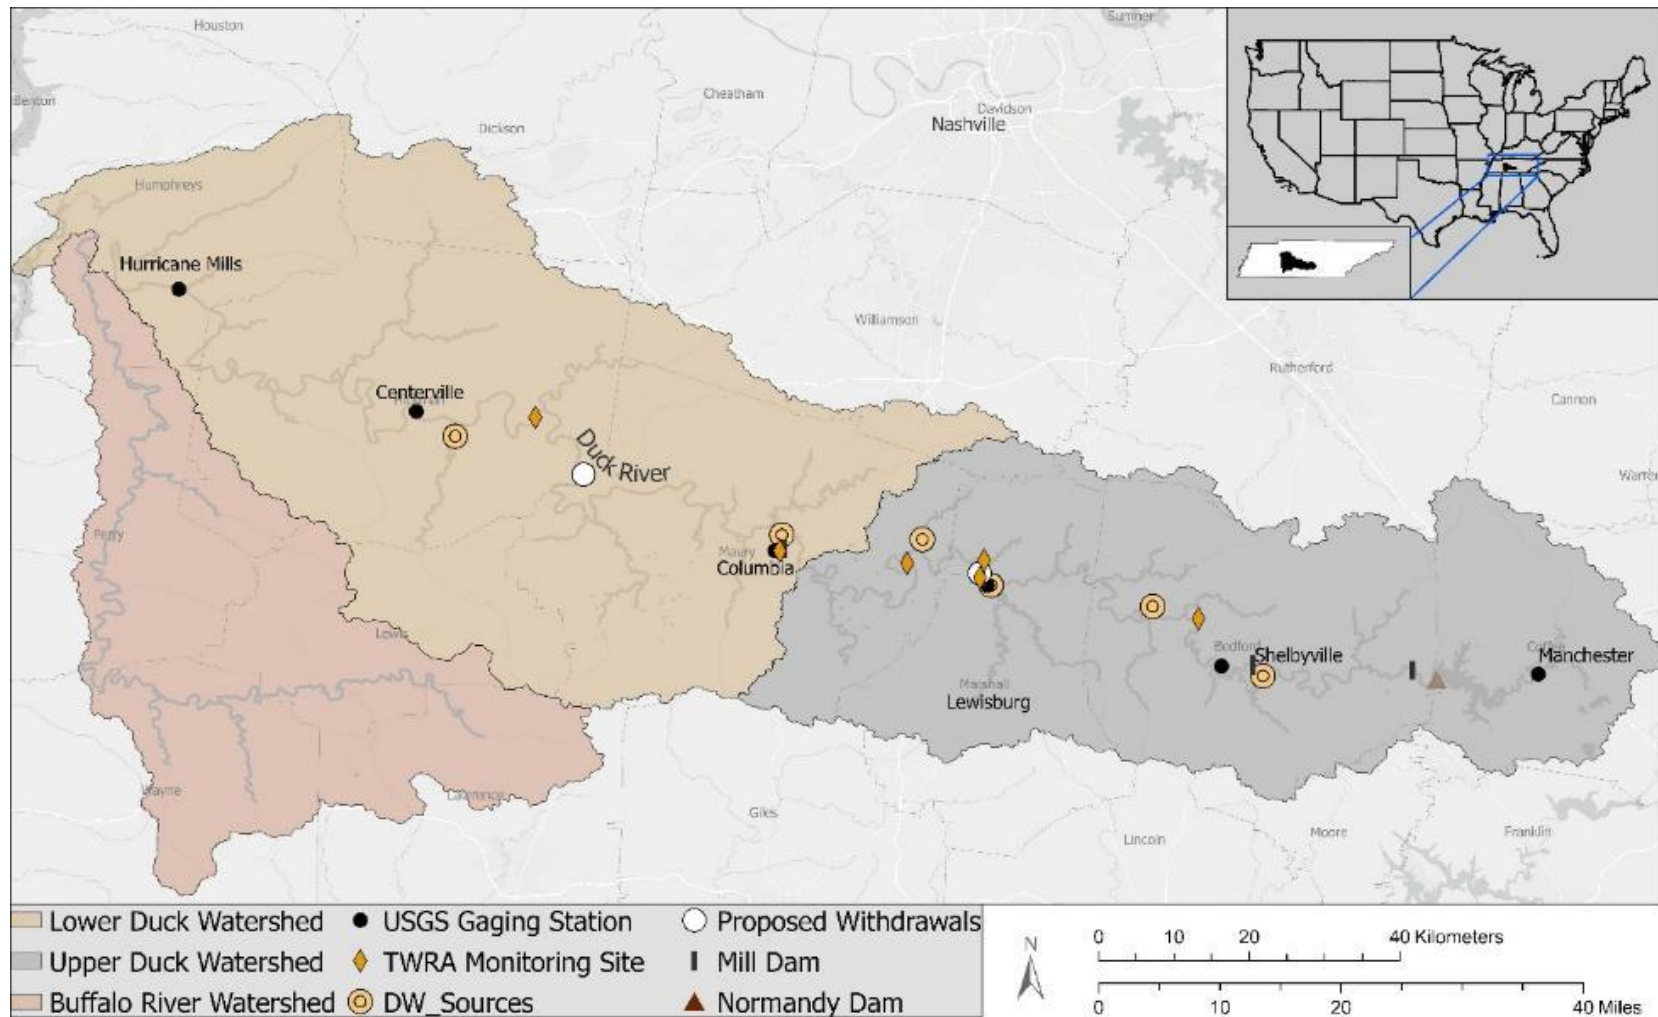 Houston
Sumner
Benton
Cheatham
Davidson
Nashville
Dickson
Humphreys
Hurricane Mills
Williamson
Rutherford
Cannon
Centerville
Duck River
Warren
Perry
Maury
Columbia
Lewis
Bedford
Shelbyville
Manchester
Marshall
Lewisburg
Wayne
Lawrence
Giles
Lincoln
Moore
Franklin
Lower Duck Watershed USGS Gaging Station Proposed Withdrawals
Upper Duck Watershed TWRA Monitoring Site Mill Dam
Buffalo River Watershed DW_Sources Normandy Dam
N
0 10 20 40 Kilometers
0 10 20 40 Miles